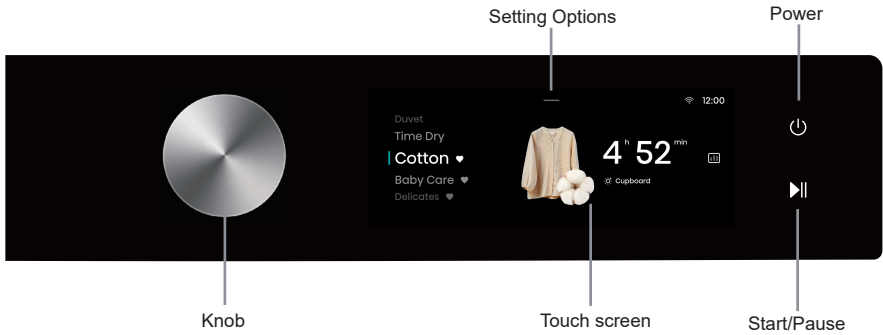 Setting Options
Power
12:00
Duvet
Time Dry
Cotton
Baby Care
Delicates
4 h 52 min
Cupboard
Knob
Touch screen
Start/Pause